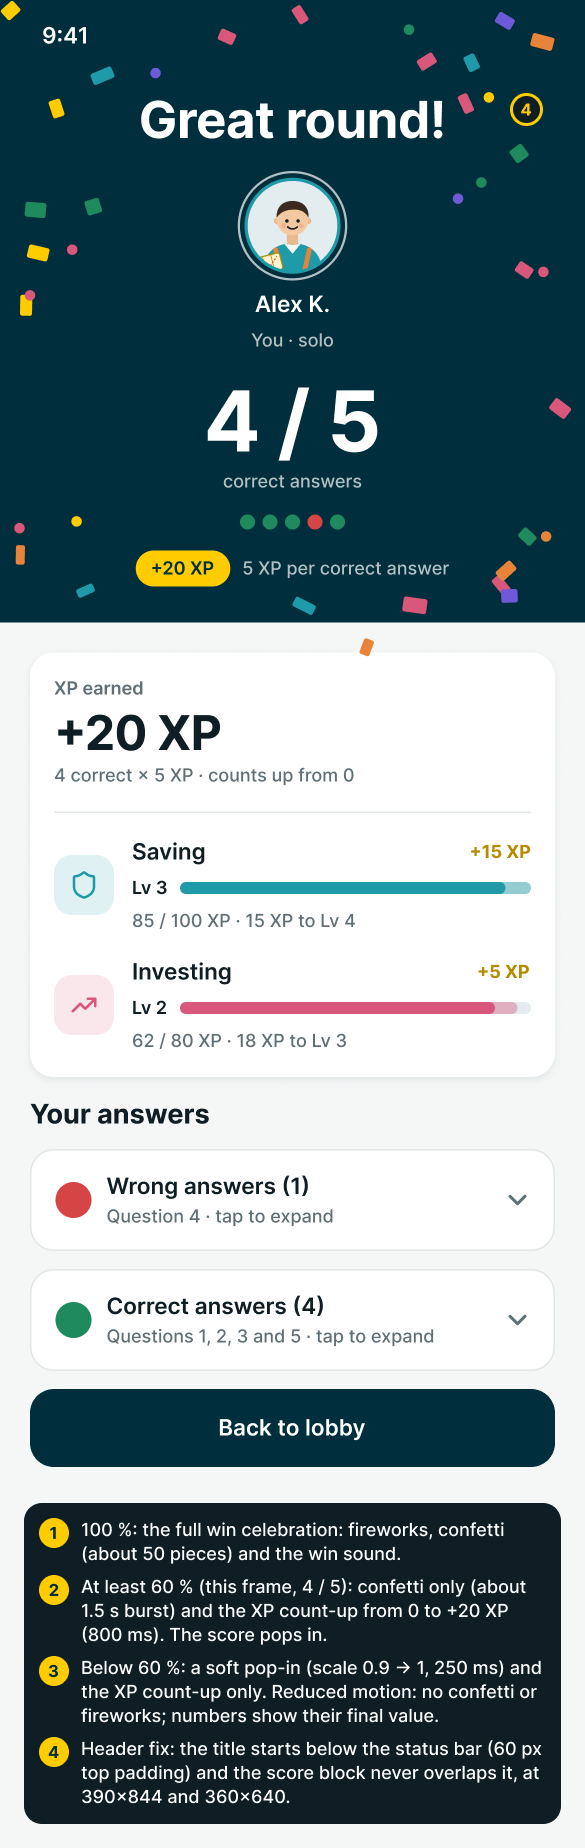 9:41
Great round!
4
Alex K.
You · solo
4 / 5
correct answers
+20 XP
5 XP per correct answer
XP earned
+20 XP
4 correct × 5 XP · counts up from 0
Saving
+15 XP
Lv 3
85 / 100 XP · 15 XP to Lv 4
Investing
+5 XP
Lv 2
62 / 80 XP · 18 XP to Lv 3
Your answers
Wrong answers (1)
Question 4 · tap to expand
Correct answers (4)
Questions 1, 2, 3 and 5 · tap to expand
Back to lobby
1
100 %: the full win celebration: fireworks, confetti
(about 50 pieces) and the win sound.
2
At least 60 % (this frame, 4 / 5): confetti only (about
1.5 s burst) and the XP count-up from 0 to +20 XP
(800 ms). The score pops in.
3
Below 60 %: a soft pop-in (scale 0.9 → 1, 250 ms) and
the XP count-up only. Reduced motion: no confetti or
fireworks; numbers show their final value.
4
Header fix: the title starts below the status bar (60 px
top padding) and the score block never overlaps it, at
390×844 and 360×640.